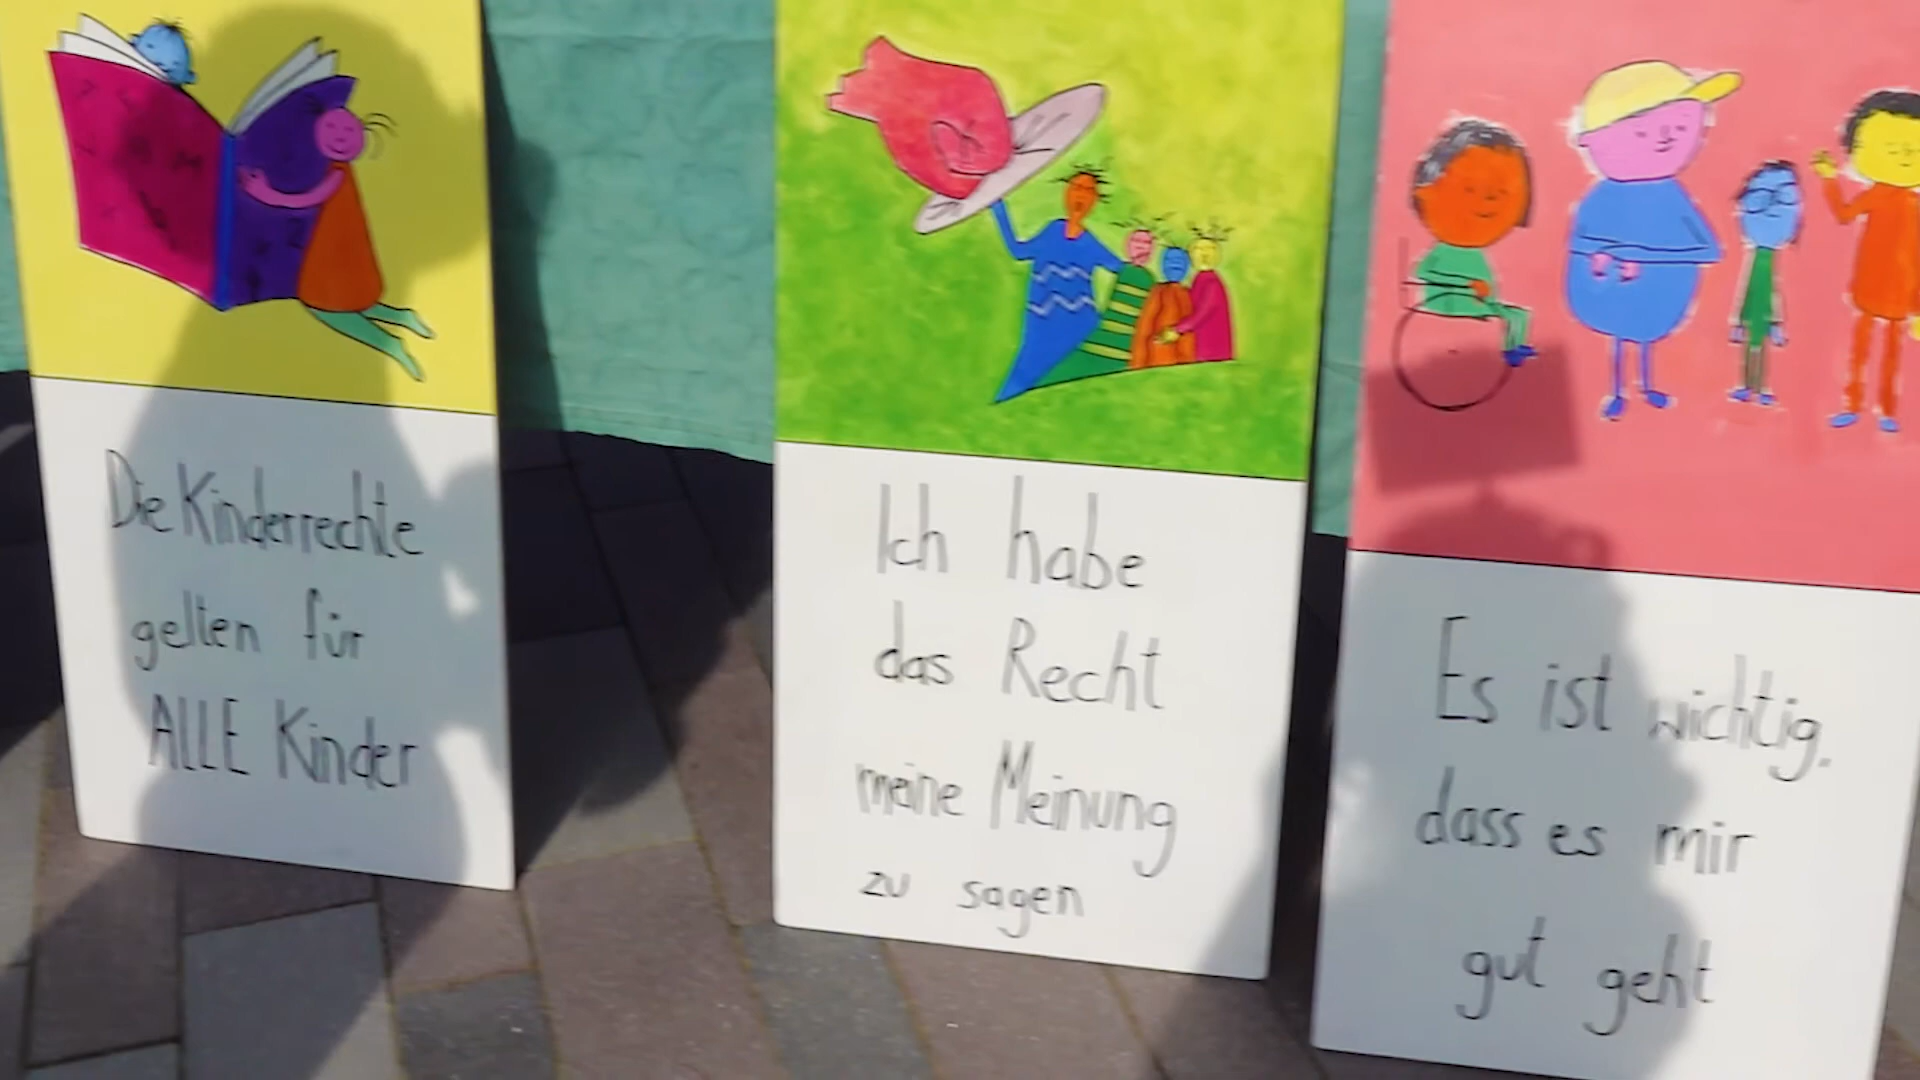 Die Kinderrechte
gelten für
ALLE Kinder
Ich habe
das Recht
meine Meinung
zu sagen
Es ist wichtig,
dass es mir
gut geht